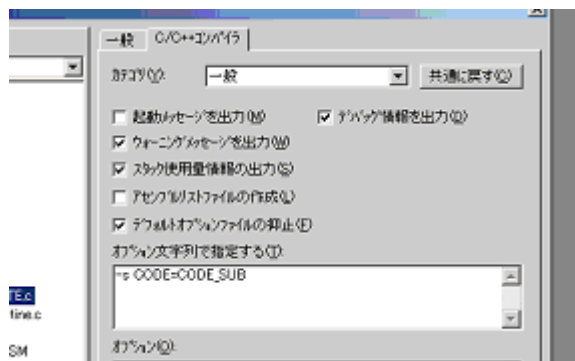 一般 C/C++コンパイラ
カテゴリ(Y): 一般 共通に戻す(C)
起動メッセージを出力(M) デバッグ情報を出力(D)
ウォーニングメッセージを出力(W)
スタック使用量情報の出力(S)
アセンブルリストファイルの作成(L)
デフォルトオプションファイルの抑止(F)
オプション文字列で指定する(T):
-s CODE=CODE_SUB
TE.c
tine.c
SM
オプション(O):